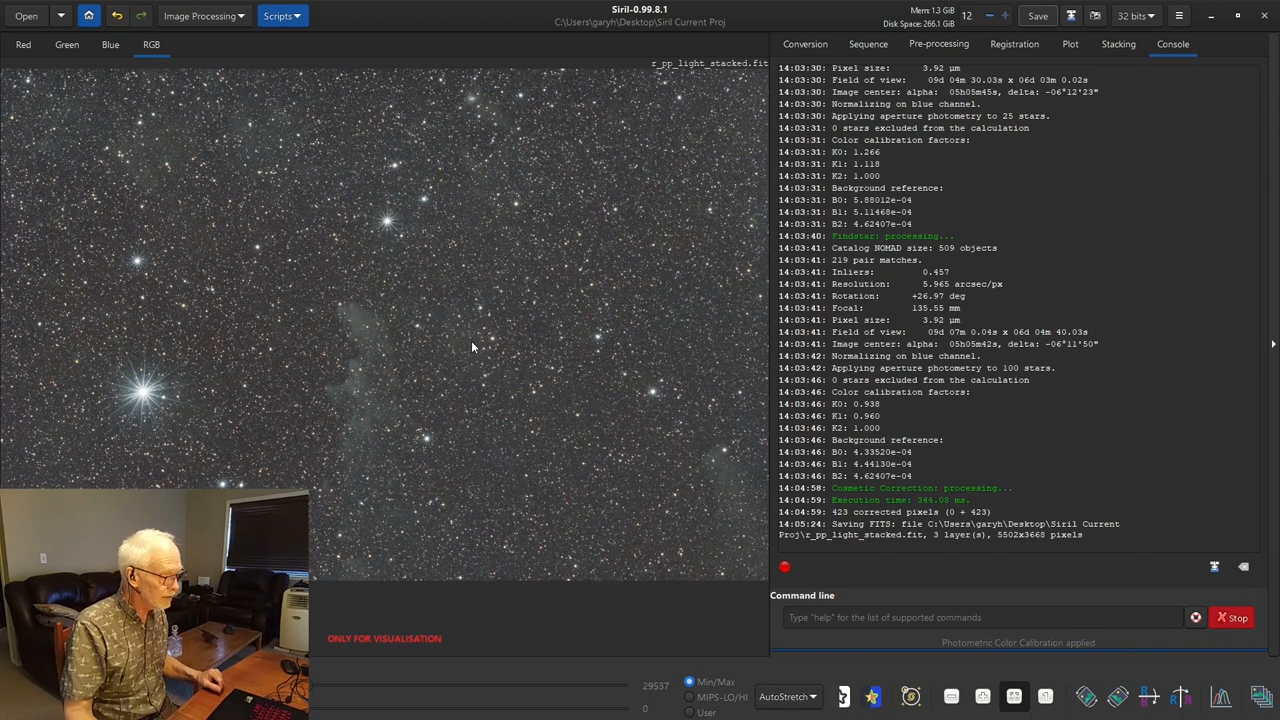 Siril-0.99.8.1
C:\Users\garyh\Desktop\Siril Current Proj
Open
Image Processing
Scripts
Mem: 1.3 GiB
Disk Space: 266.1 GiB
12
Save
32 bits
Red
Green
Blue
RGB
Conversion
Sequence
Pre-processing
Registration
Plot
Stacking
Console
r_pp_light_stacked.fit
14:03:30: Pixel size: 3.92 µm
14:03:30: Field of view: 09d 04m 30.03s x 06d 03m 0.02s
14:03:30: Image center: alpha: 05h05m45s, delta: -06°12'23"
14:03:30: Normalizing on blue channel.
14:03:30: Applying aperture photometry to 25 stars.
14:03:31: 0 stars excluded from the calculation
14:03:31: Color calibration factors:
14:03:31: K0: 1.266
14:03:31: K1: 1.118
14:03:31: K2: 1.000
14:03:31: Background reference:
14:03:31: B0: 5.88012e-04
14:03:31: B1: 5.11468e-04
14:03:31: B2: 4.62407e-04
14:03:40: Findstar: processing...
14:03:41: Catalog NOMAD size: 509 objects
14:03:41: 219 pair matches.
14:03:41: Inliers: 0.457
14:03:41: Resolution: 5.965 arcsec/px
14:03:41: Rotation: +26.97 deg
14:03:41: Focal: 135.55 mm
14:03:41: Pixel size: 3.92 µm
14:03:41: Field of view: 09d 07m 0.04s x 06d 04m 40.03s
14:03:41: Image center: alpha: 05h05m42s, delta: -06°11'50"
14:03:42: Normalizing on blue channel.
14:03:42: Applying aperture photometry to 100 stars.
14:03:46: 0 stars excluded from the calculation
14:03:46: Color calibration factors:
14:03:46: K0: 0.938
14:03:46: K1: 0.960
14:03:46: K2: 1.000
14:03:46: Background reference:
14:03:46: B0: 4.33520e-04
14:03:46: B1: 4.44130e-04
14:03:46: B2: 4.62407e-04
14:04:58: Cosmetic Correction: processing...
14:04:59: Execution time: 344.08 ms.
14:04:59: 423 corrected pixels (0 + 423)
14:05:24: Saving FITS: file C:\Users\garyh\Desktop\Siril Current
Proj\r_pp_light_stacked.fit, 3 layer(s), 5502x3668 pixels
Command line
Type "help" for the list of supported commands
Stop
Photometric Color Calibration applied
ONLY FOR VISUALISATION
29537
0
Min/Max
MIPS-LO/HI
User
AutoStretch